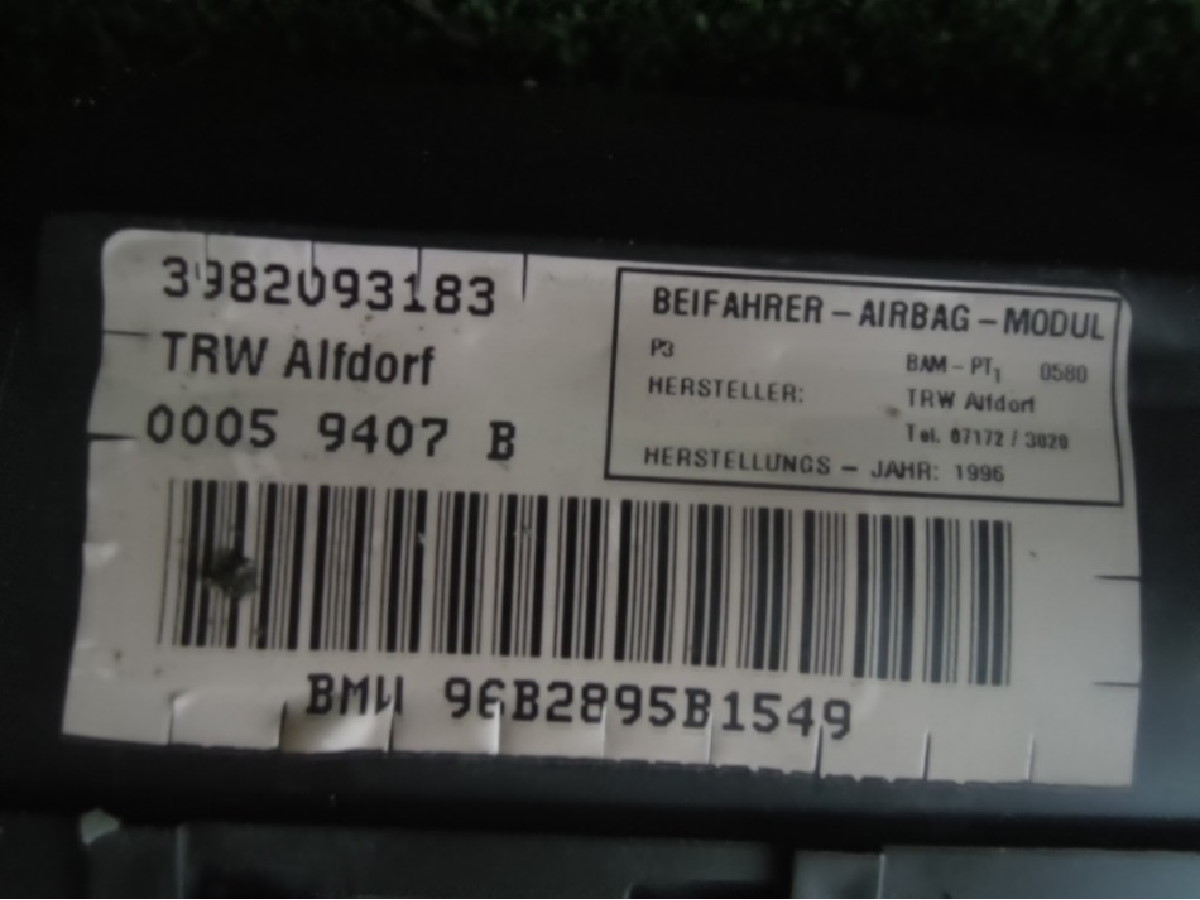 3982093183
TRW Alfdorf
0005 9407 B
BEIFAHRER - AIRBAG - MODUL
P3 BAM - PT1 0580
HERSTELLER: TRW Alfdorf
Tel. 07172 / 3020
HERSTELLUNGS - JAHR: 1996
BMW 96B2895B1549